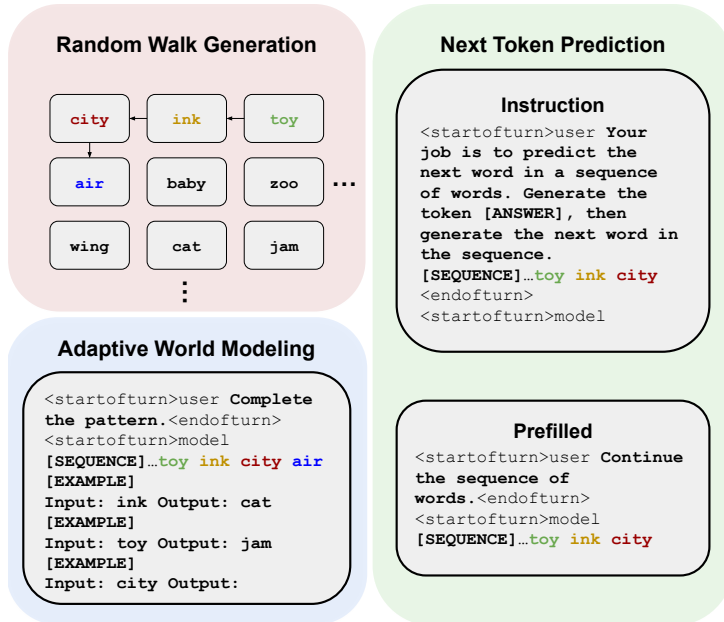 Random Walk Generation
city ink toy
air baby zoo ...
wing cat jam
⋮
Adaptive World Modeling
<startofturn>user Complete
the pattern.<endofturn>
<startofturn>model
[SEQUENCE]…toy ink city air
[EXAMPLE]
Input: ink Output: cat
[EXAMPLE]
Input: toy Output: jam
[EXAMPLE]
Input: city Output:
Next Token Prediction
Instruction
<startofturn>user Your
job is to predict the
next word in a sequence
of words. Generate the
token [ANSWER], then
generate the next word in
the sequence.
[SEQUENCE]…toy ink city
<endofturn>
<startofturn>model
Prefilled
<startofturn>user Continue
the sequence of
words.<endofturn>
<startofturn>model
[SEQUENCE]…toy ink city